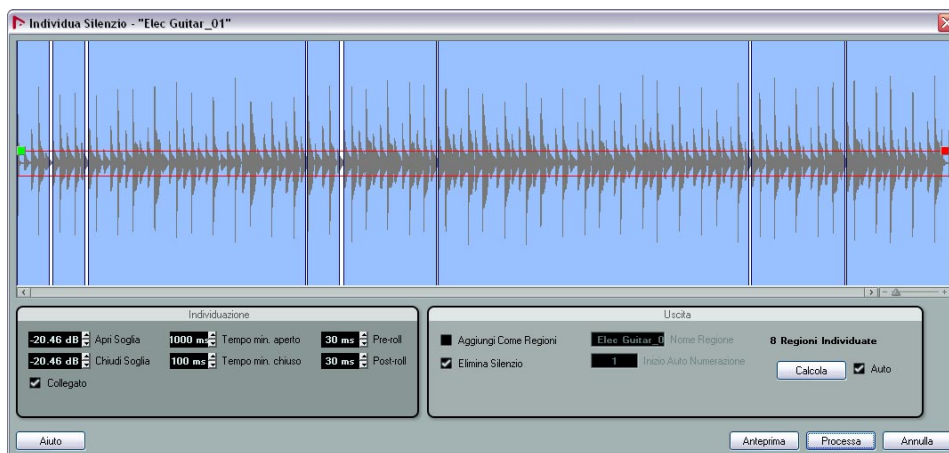 Individua Silenzio - "Elec Guitar_01"
Individuazione
-20.46 dB Apri Soglia 1000 ms Tempo min. aperto 30 ms Pre-roll
-20.46 dB Chiudi Soglia 100 ms Tempo min. chiuso 30 ms Post-roll
Collegato
Uscita
Aggiungi Come Regioni Elec Guitar_0 Nome Regione 8 Regioni Individuate
Elimina Silenzio 1 Inizio Auto Numerazione Calcola Auto
Aiuto Anteprima Processa Annulla